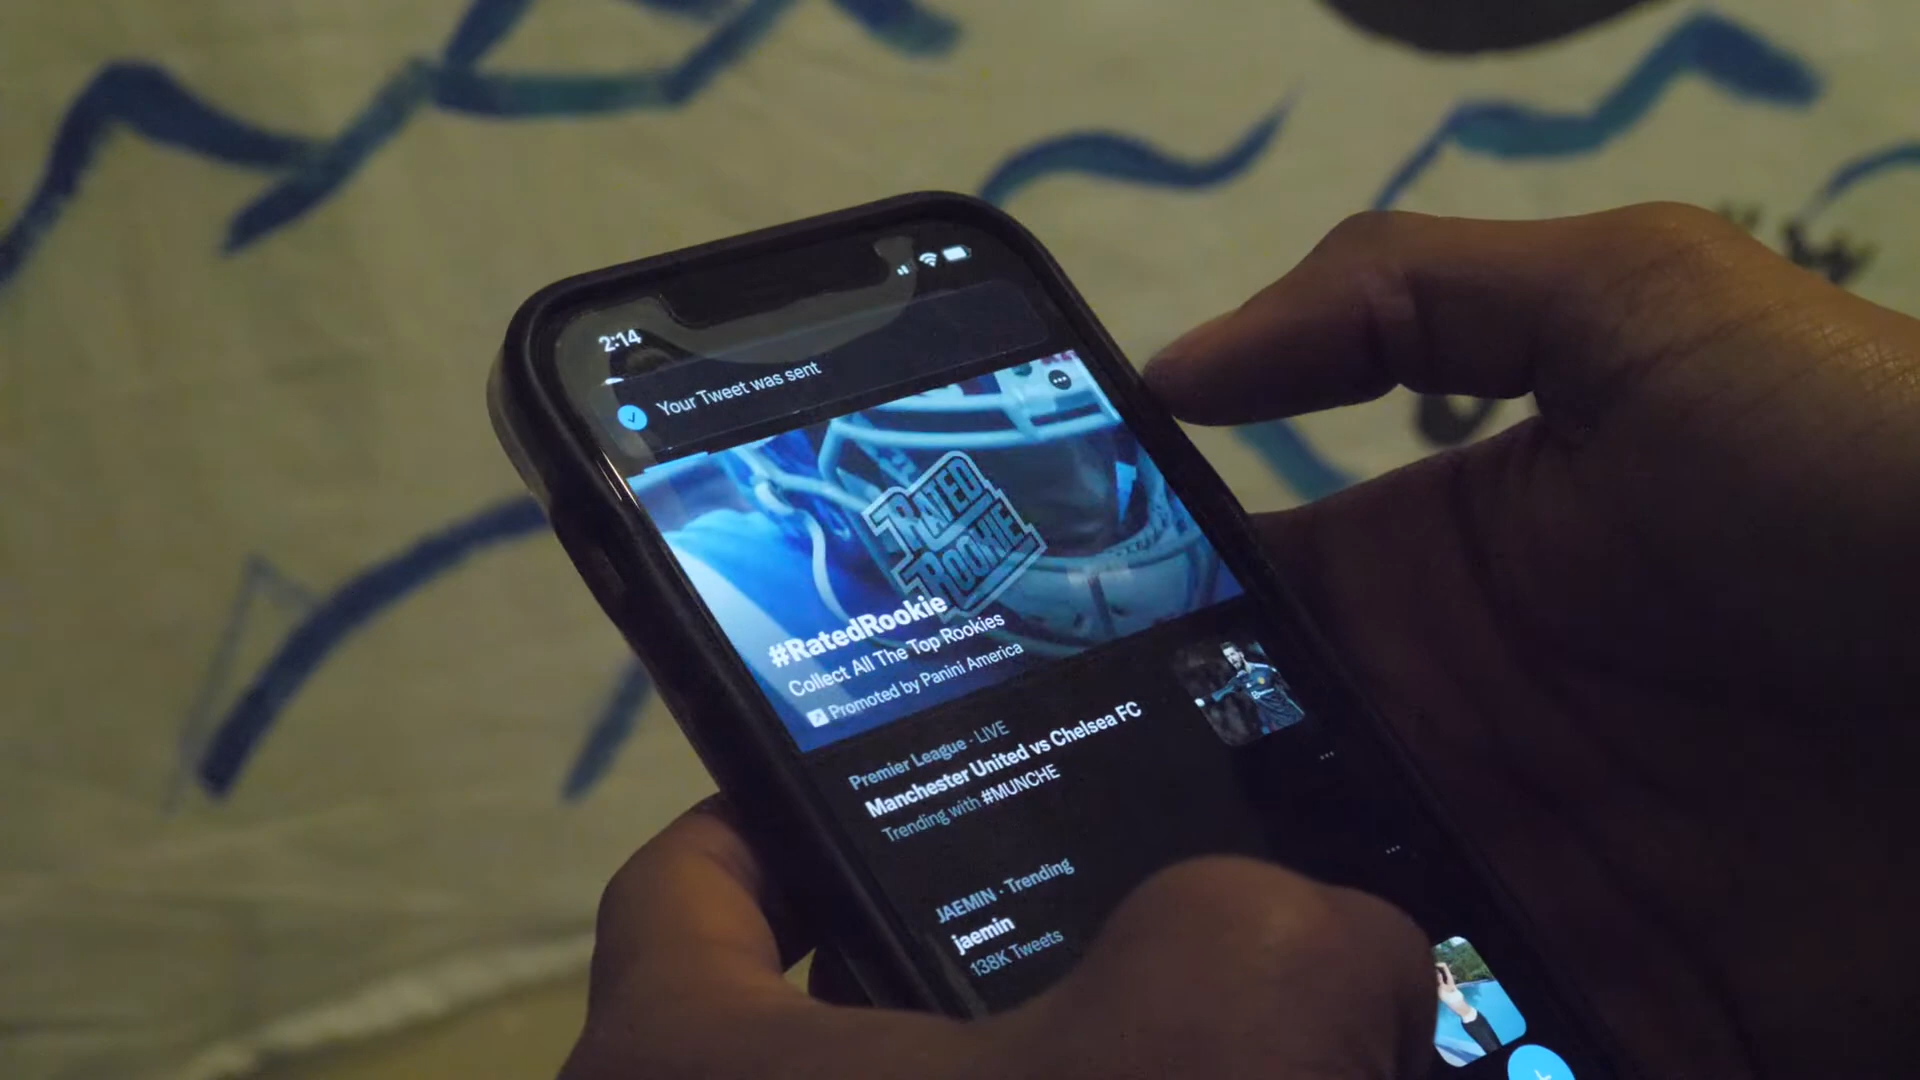 2:14
Your Tweet was sent
RATED
ROOKIE
#RatedRookie
Collect All The Top Rookies
Promoted by Panini America
Premier League · LIVE
Manchester United vs Chelsea FC
Trending with #MUNCHE
JAEMIN · Trending
jaemin
138K Tweets